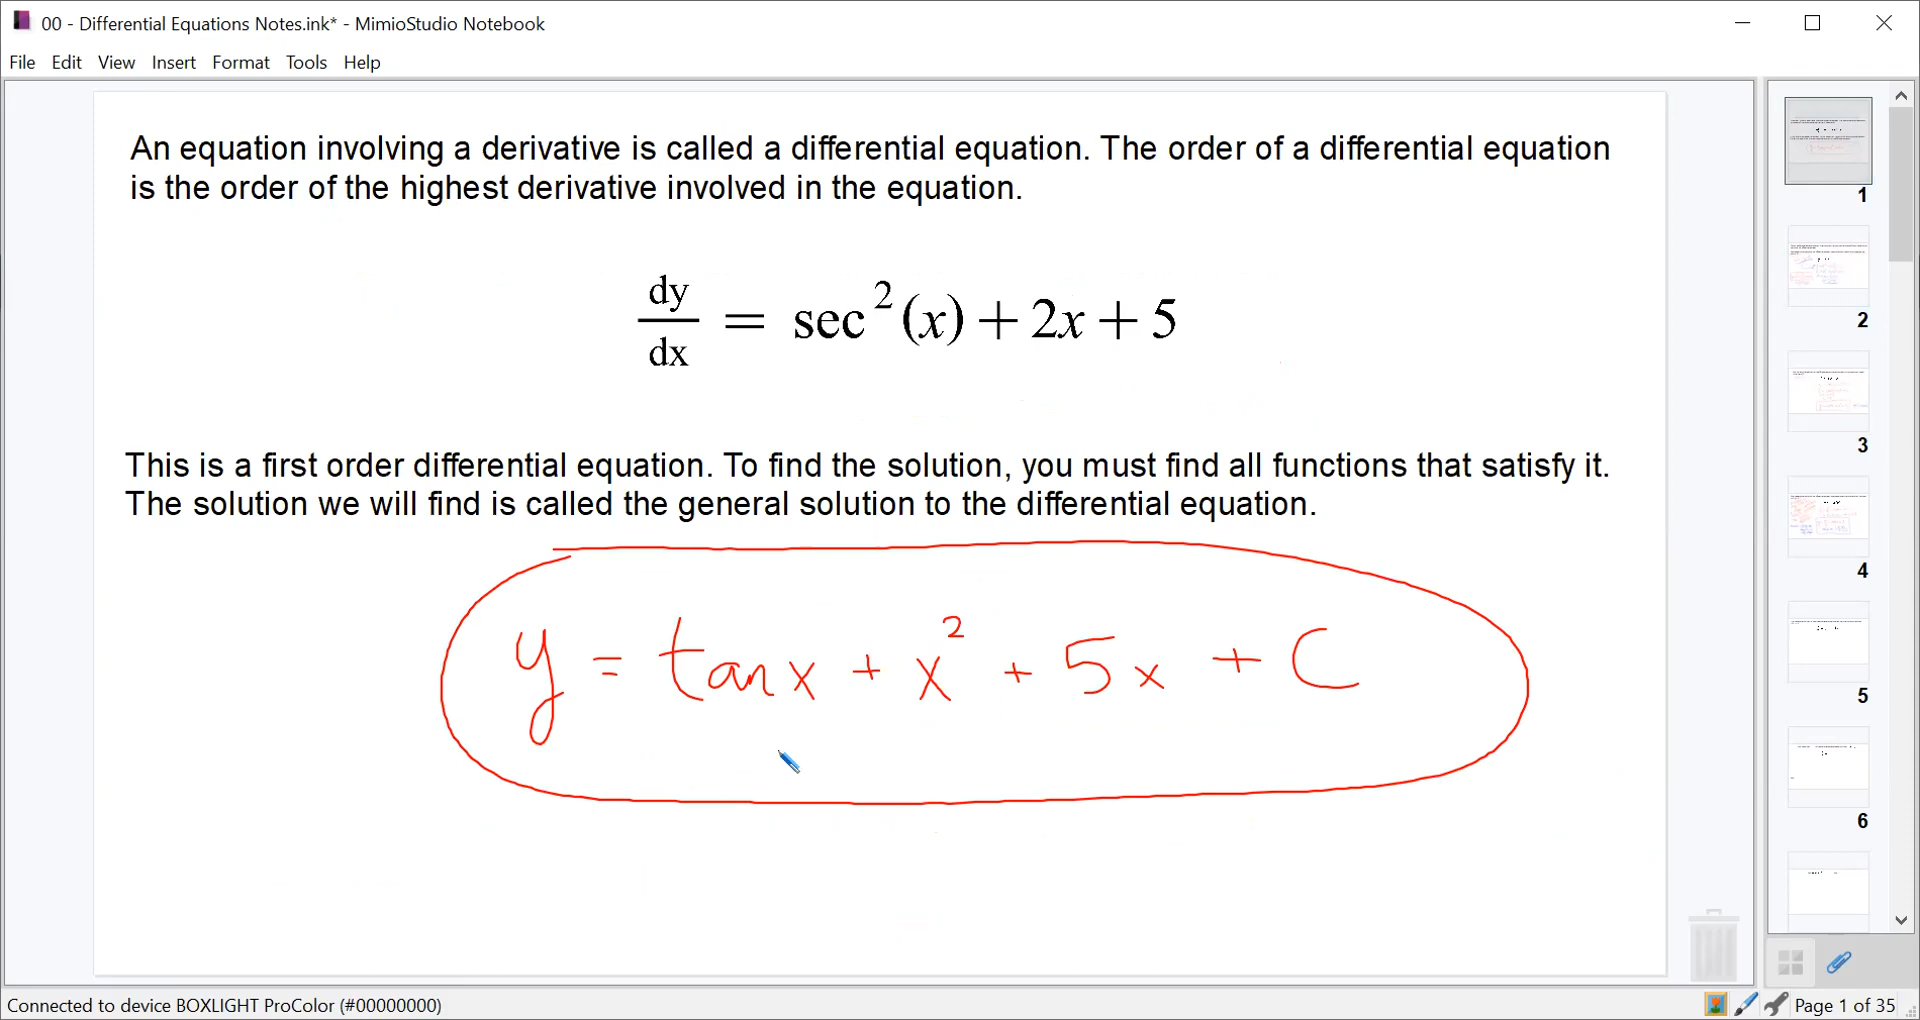 00 - Differential Equations Notes.ink* - MimioStudio Notebook
File Edit View Insert Format Tools Help
An equation involving a derivative is called a differential equation. The order of a differential equation
is the order of the highest derivative involved in the equation.
dy/dx = sec²(x) + 2x + 5
This is a first order differential equation. To find the solution, you must find all functions that satisfy it.
The solution we will find is called the general solution to the differential equation.
y = tanx + x² + 5x + C
1
2
3
4
5
6
Connected to device BOXLIGHT ProColor (#00000000)
Page 1 of 35